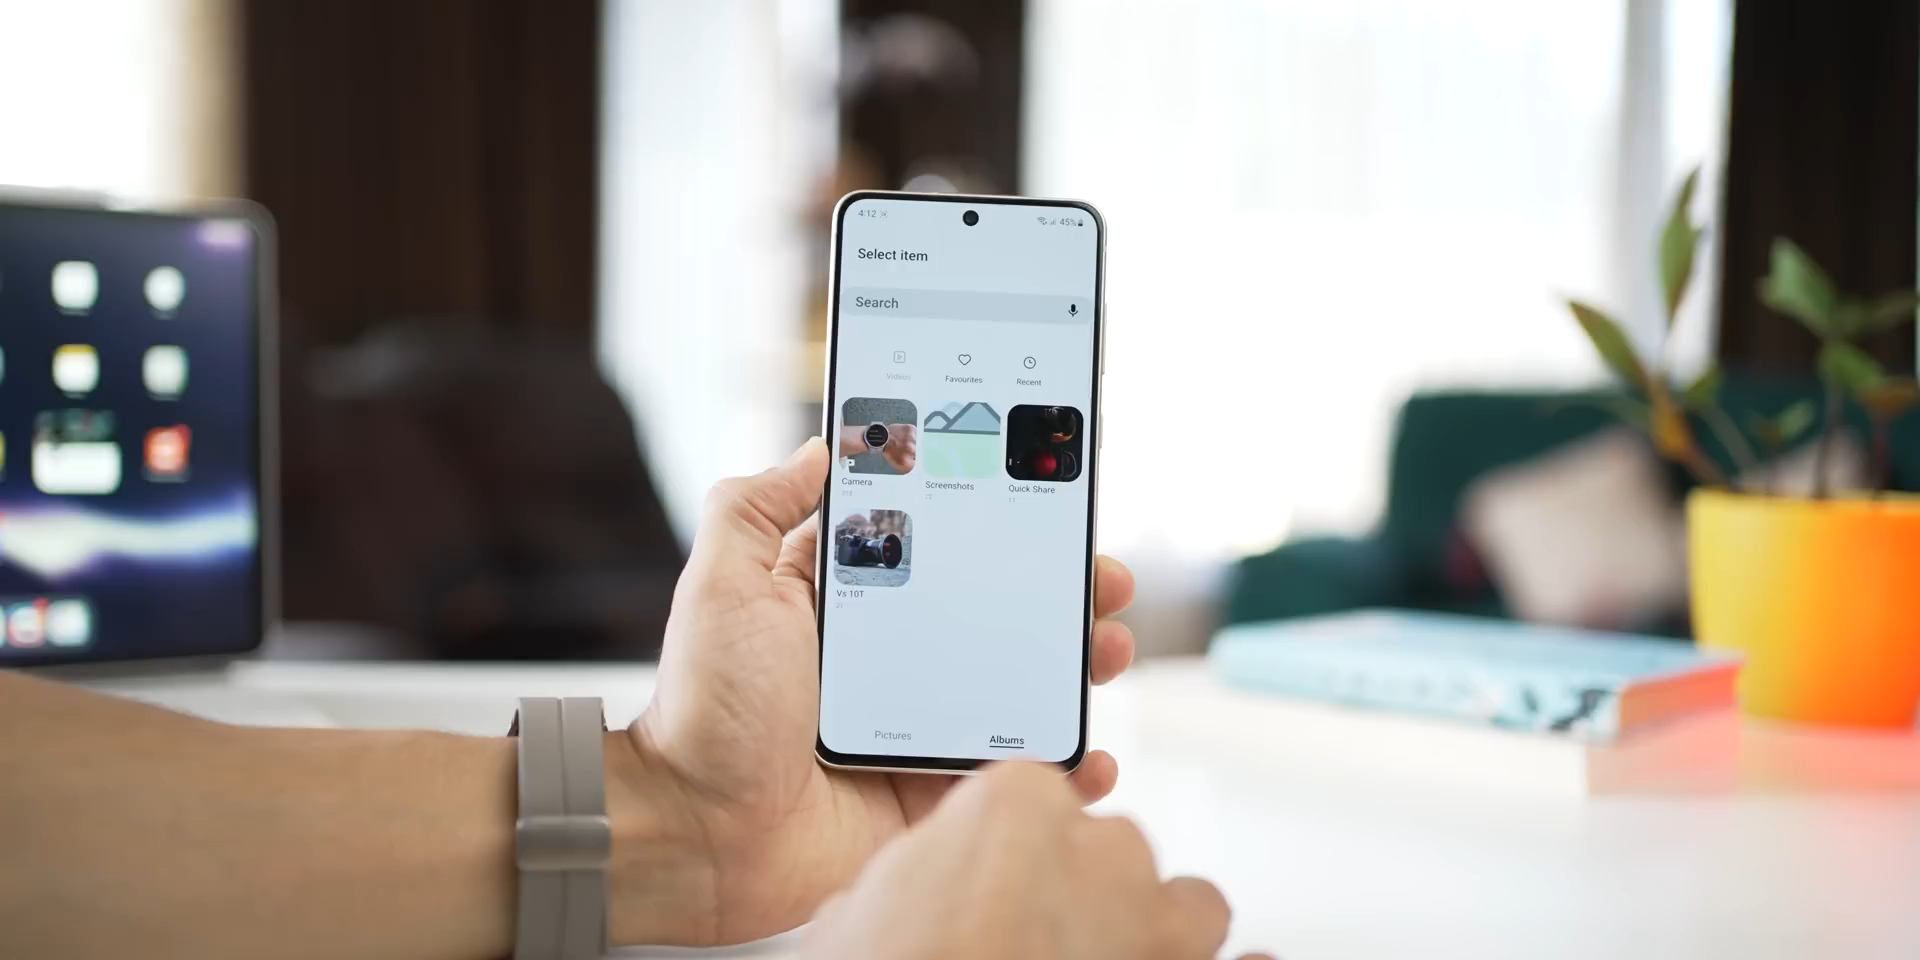 4:12
45%
Select item
Search
Videos
Favourites
Recent
Camera
Screenshots
Quick Share
Vs 10T
Pictures
Albums